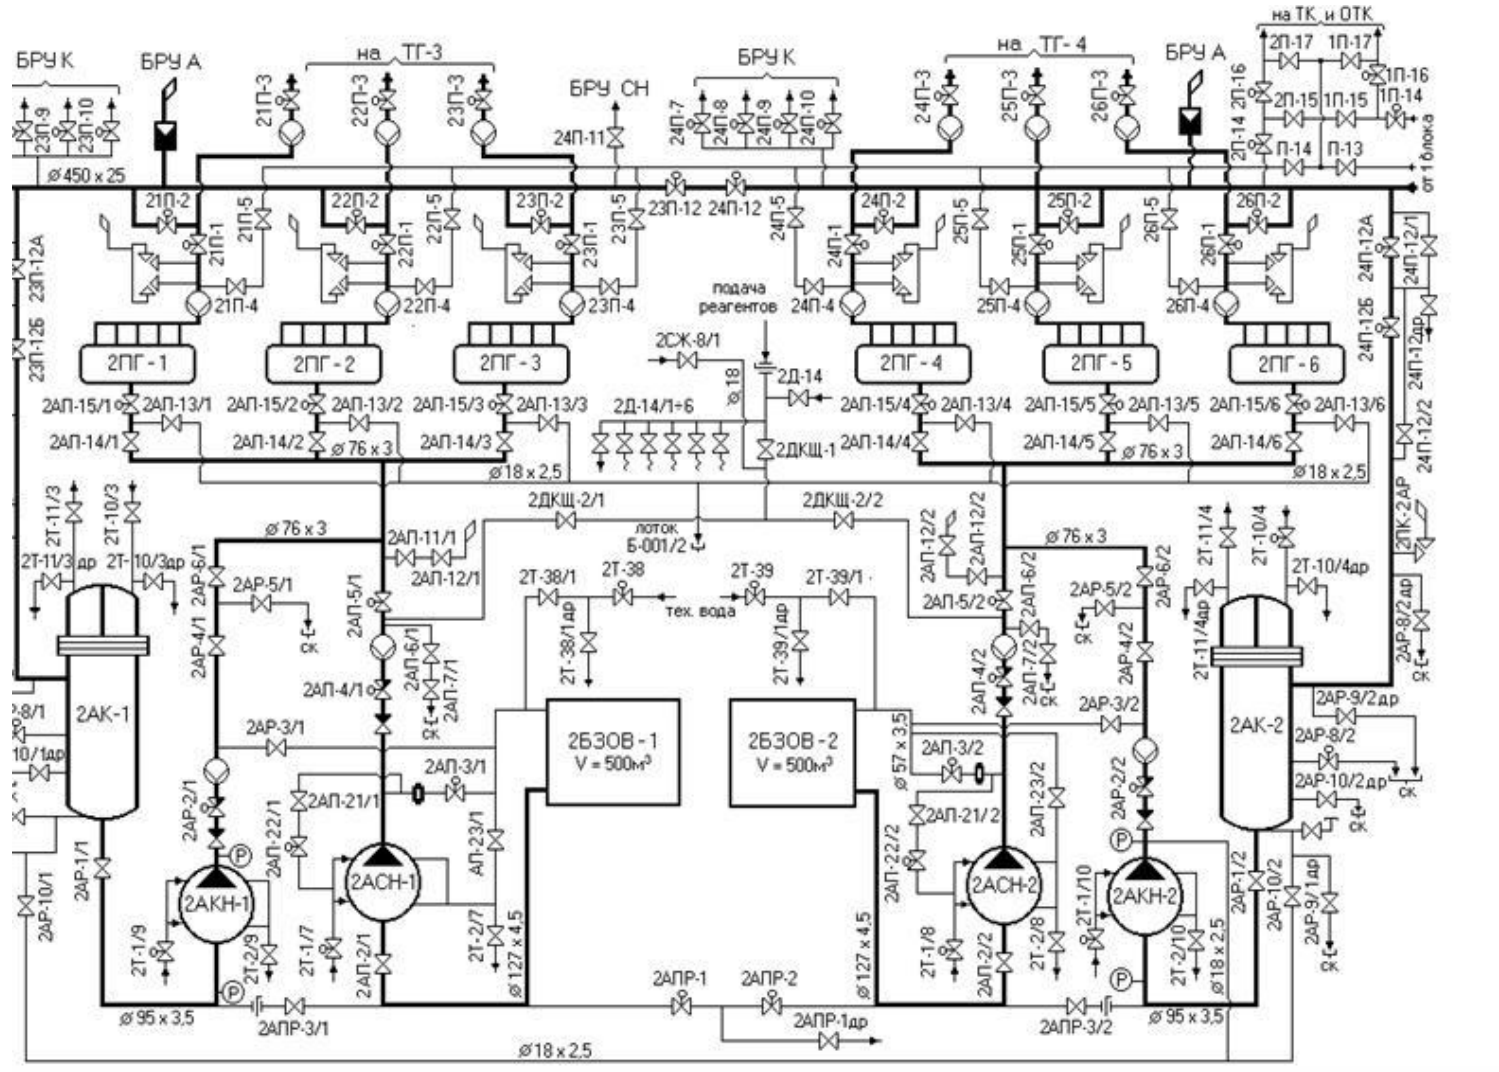 БРУ К
БРУ А
на ТГ-3
БРУ СН
БРУ К
на ТГ-4
БРУ А
на ТК и ОТК
23П-9
23П-10
21П-3
22П-3
23П-3
24П-11
24П-7
24П-8
24П-9
24П-10
24П-3
25П-3
26П-3
2П-17
1П-17
2П-16
1П-16
2П-15
1П-15
1П-14
2П-14
П-14
П-13
от 1 блока
Ø 450 x 25
21П-2
21П-5
22П-2
22П-5
23П-2
23П-5
23П-12
24П-12
24П-5
24П-2
25П-5
25П-2
26П-5
26П-2
21П-1
22П-1
23П-1
24П-1
25П-1
26П-1
23П-12А
24П-12А
24П-12/1
21П-4
22П-4
23П-4
подача
реагентов
24П-4
25П-4
26П-4
23П-12Б
24П-12Б
24П-12др
2ПГ-1
2ПГ-2
2ПГ-3
2СЖ-8/1
2ПГ-4
2ПГ-5
2ПГ-6
Ø 18
2Д-14
2АП-15/1
2АП-13/1
2АП-15/2
2АП-13/2
2АП-15/3
2АП-13/3
2Д-14/1÷6
2АП-15/4
2АП-13/4
2АП-15/5
2АП-13/5
2АП-15/6
2АП-13/6
2АП-14/1
2АП-14/2
2АП-14/3
2ДКЩ-1
2АП-14/4
2АП-14/5
2АП-14/6
24П-12/2
Ø 76 x 3
Ø 76 x 3
Ø 18 x 2,5
Ø 18 x 2,5
2Т-11/3
2Т-10/3
2ДКЩ-2/1
2ДКЩ-2/2
2Т-11/4
2Т-10/4
2ПК-2АР
Ø 76 x 3
2АП-11/1
лоток
Б-001/2
2АП-12/2
2АП-12/2
Ø 76 x 3
2Т-11/3 др
2Т-10/3др
2АР-6/1
2АР-5/1
2АП-12/1
2АП-5/1
2Т-38/1
2Т-38
2Т-39
2Т-39/1
тех. вода
2АП-5/2
2АП-6/2
2АР-5/2
2АР-6/2
2Т-10/4др
2Т-11/4др
2АР-8/2др
ск
2АР-4/1
2АП-6/1
2АП-7/1
2Т-38/1др
2Т-39/1др
2АП-7/2
ск
2АР-4/2
2АП-4/1
2АП-4/2
ск
ск
ск
2АК-1
2АР-3/1
2БЗОВ-1
V = 500м³
2БЗОВ-2
V = 500м³
Ø 57 x 3,5
2АР-3/2
2АК-2
2АР-9/2др
Р-8/1
10/1др
2АП-3/1
2АП-3/2
2АР-8/2
2АР-10/2др
ск
2АР-2/1
2АП-21/1
2АП-22/1
АП-23/1
2АП-21/2
2АП-22/2
2АП-23/2
2АР-2/2
ск
P
P
2АР-1/1
2АКН-1
2АСН-1
2АСН-2
2АКН-2
2АР-1/2
2АР-10/2
2АР-9/1др
ск
2АР-10/1
2Т-1/9
2Т-2/9
2Т-1/7
2АП-2/1
2Т-2/7
Ø 127 x 4,5
Ø 127 x 4,5
2Т-1/8
2АП-2/2
2Т-2/8
2Т-1/10
2Т-2/10
Ø 18 x 2,5
P
P
2АПР-1
2АПР-2
Ø 95 x 3,5
2АПР-3/1
2АПР-1др
2АПР-3/2
Ø 95 x 3,5
Ø 18 x 2,5